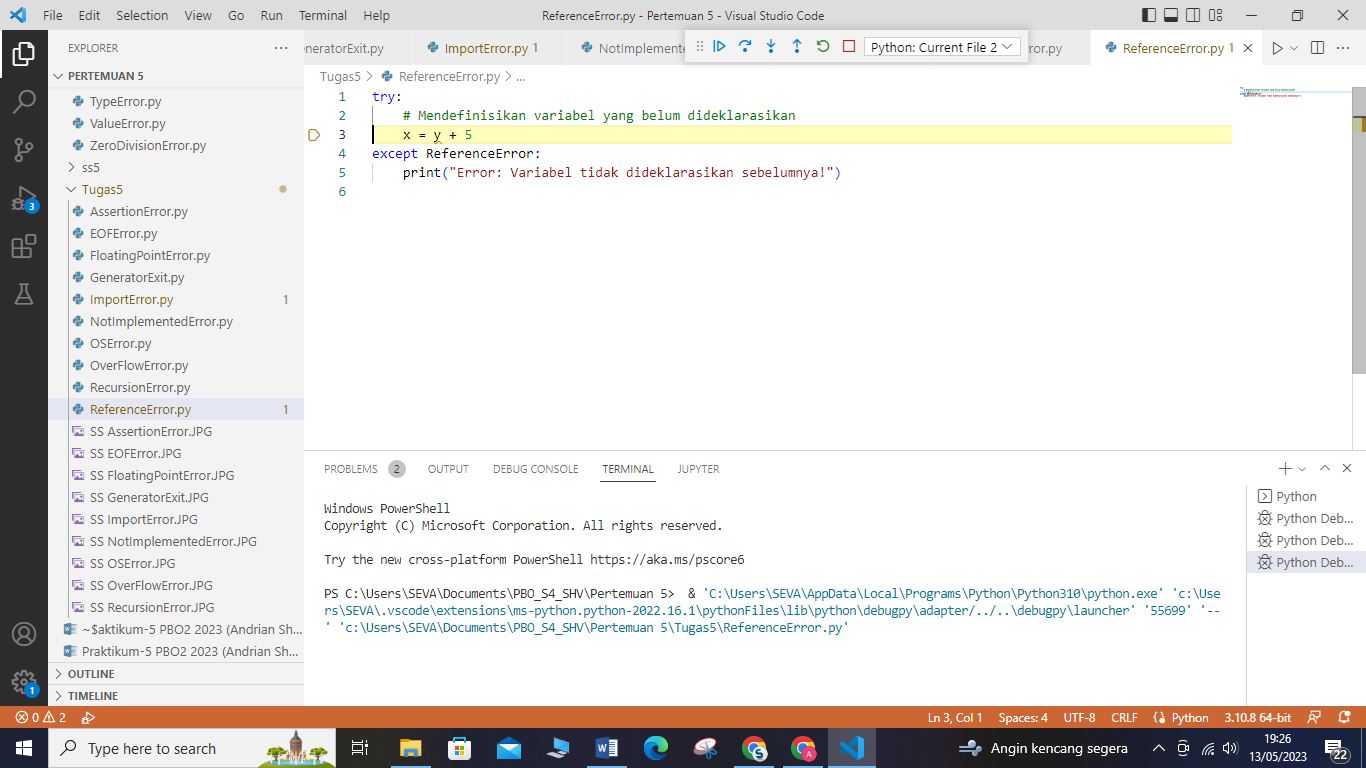 File Edit Selection View Go Run Terminal Help ReferenceError.py - Pertemuan 5 - Visual Studio Code
EXPLORER ···
eneratorExit.py ImportError.py 1 NotImplemente Python: Current File 2 ror.py ReferenceError.py 1
PERTEMUAN 5
TypeError.py
ValueError.py
ZeroDivisionError.py
ss5
Tugas5
AssertionError.py
EOFError.py
FloatingPointError.py
GeneratorExit.py
ImportError.py 1
NotImplementedError.py
OSError.py
OverFlowError.py
RecursionError.py
ReferenceError.py 1
SS AssertionError.JPG
SS EOFError.JPG
SS FloatingPointError.JPG
SS GeneratorExit.JPG
SS ImportError.JPG
SS NotImplementedError.JPG
SS OSError.JPG
SS OverFlowError.JPG
SS RecursionError.JPG
~$aktikum-5 PBO2 2023 (Andrian Sh...
Praktikum-5 PBO2 2023 (Andrian Sh...
OUTLINE
TIMELINE
3
1
Tugas5 > ReferenceError.py > ...
1 try:
2 # Mendefinisikan variabel yang belum dideklarasikan
3 x = y + 5
4 except ReferenceError:
5 print("Error: Variabel tidak dideklarasikan sebelumnya!")
6
PROBLEMS 2 OUTPUT DEBUG CONSOLE TERMINAL JUPYTER
Windows PowerShell
Copyright (C) Microsoft Corporation. All rights reserved.
Try the new cross-platform PowerShell https://aka.ms/pscore6
PS C:\Users\SEVA\Documents\PBO_S4_SHV\Pertemuan 5> & 'C:\Users\SEVA\AppData\Local\Programs\Python\Python310\python.exe' 'c:\Use
rs\SEVA\.vscode\extensions\ms-python.python-2022.16.1\pythonFiles\lib\python\debugpy\adapter/../..\debugpy\launcher' '55699' '--
' 'c:\Users\SEVA\Documents\PBO_S4_SHV\Pertemuan 5\Tugas5\ReferenceError.py'
Python
Python Deb...
Python Deb...
Python Deb...
0 2 Ln 3, Col 1 Spaces: 4 UTF-8 CRLF Python 3.10.8 64-bit
Type here to search Angin kencang segera 19:26
13/05/2023 22